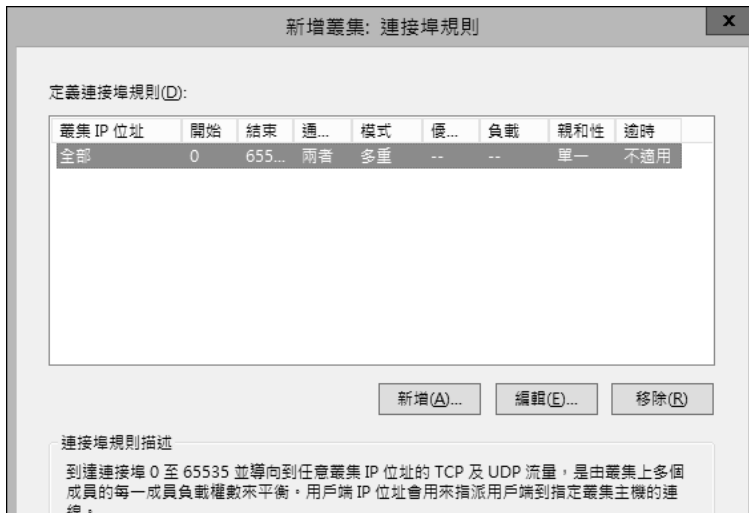 新增叢集: 連接埠規則
x
定義連接埠規則(D):
叢集 IP 位址 開始 結束 通... 模式 優... 負載 親和性 逾時
全部 0 655... 兩者 多重 -- -- 單一 不適用
新增(A)... 編輯(E)... 移除(R)
連接埠規則描述
到達連接埠 0 至 65535 並導向到任意叢集 IP 位址的 TCP 及 UDP 流量，是由叢集上多個
成員的每一成員負載權數來平衡。用戶端 IP 位址會用來指派用戶端到指定叢集主機的連
線。